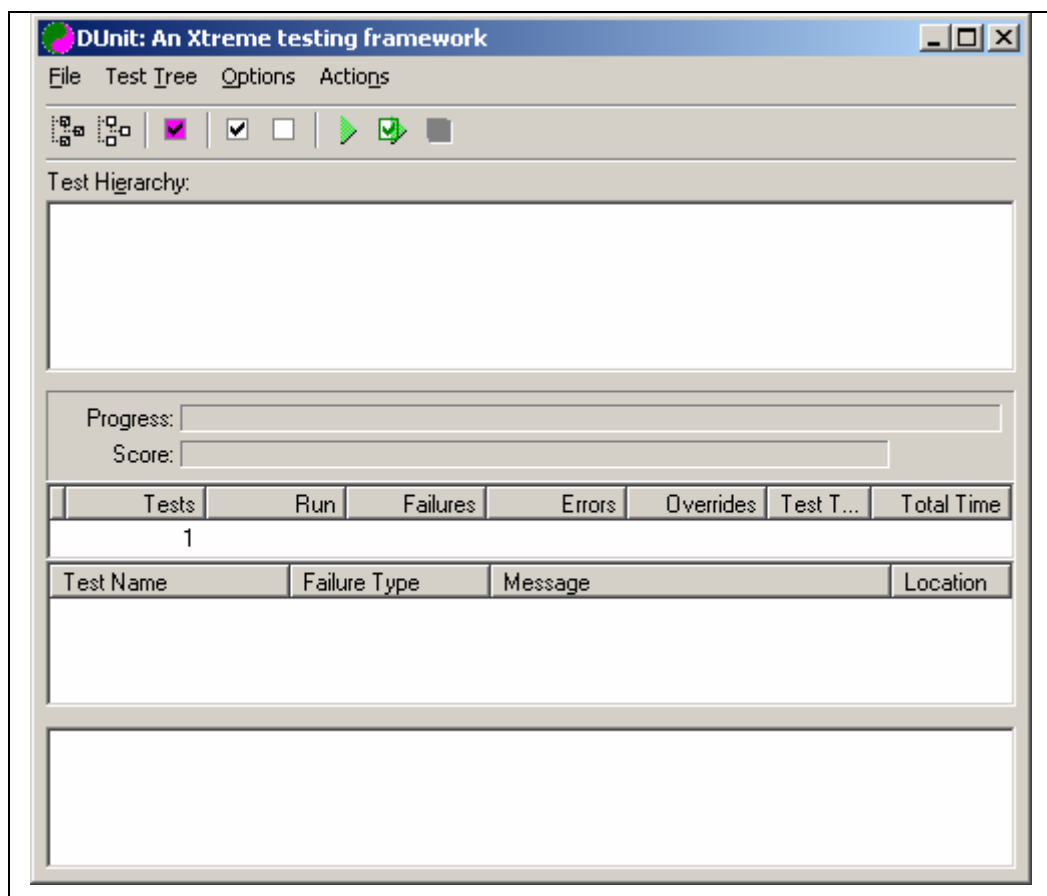 DUnit: An Xtreme testing framework
File Test Tree Options Actions
Test Hierarchy:
Progress:
Score:
Tests Run Failures Errors Overrides Test T... Total Time
1
Test Name Failure Type Message Location